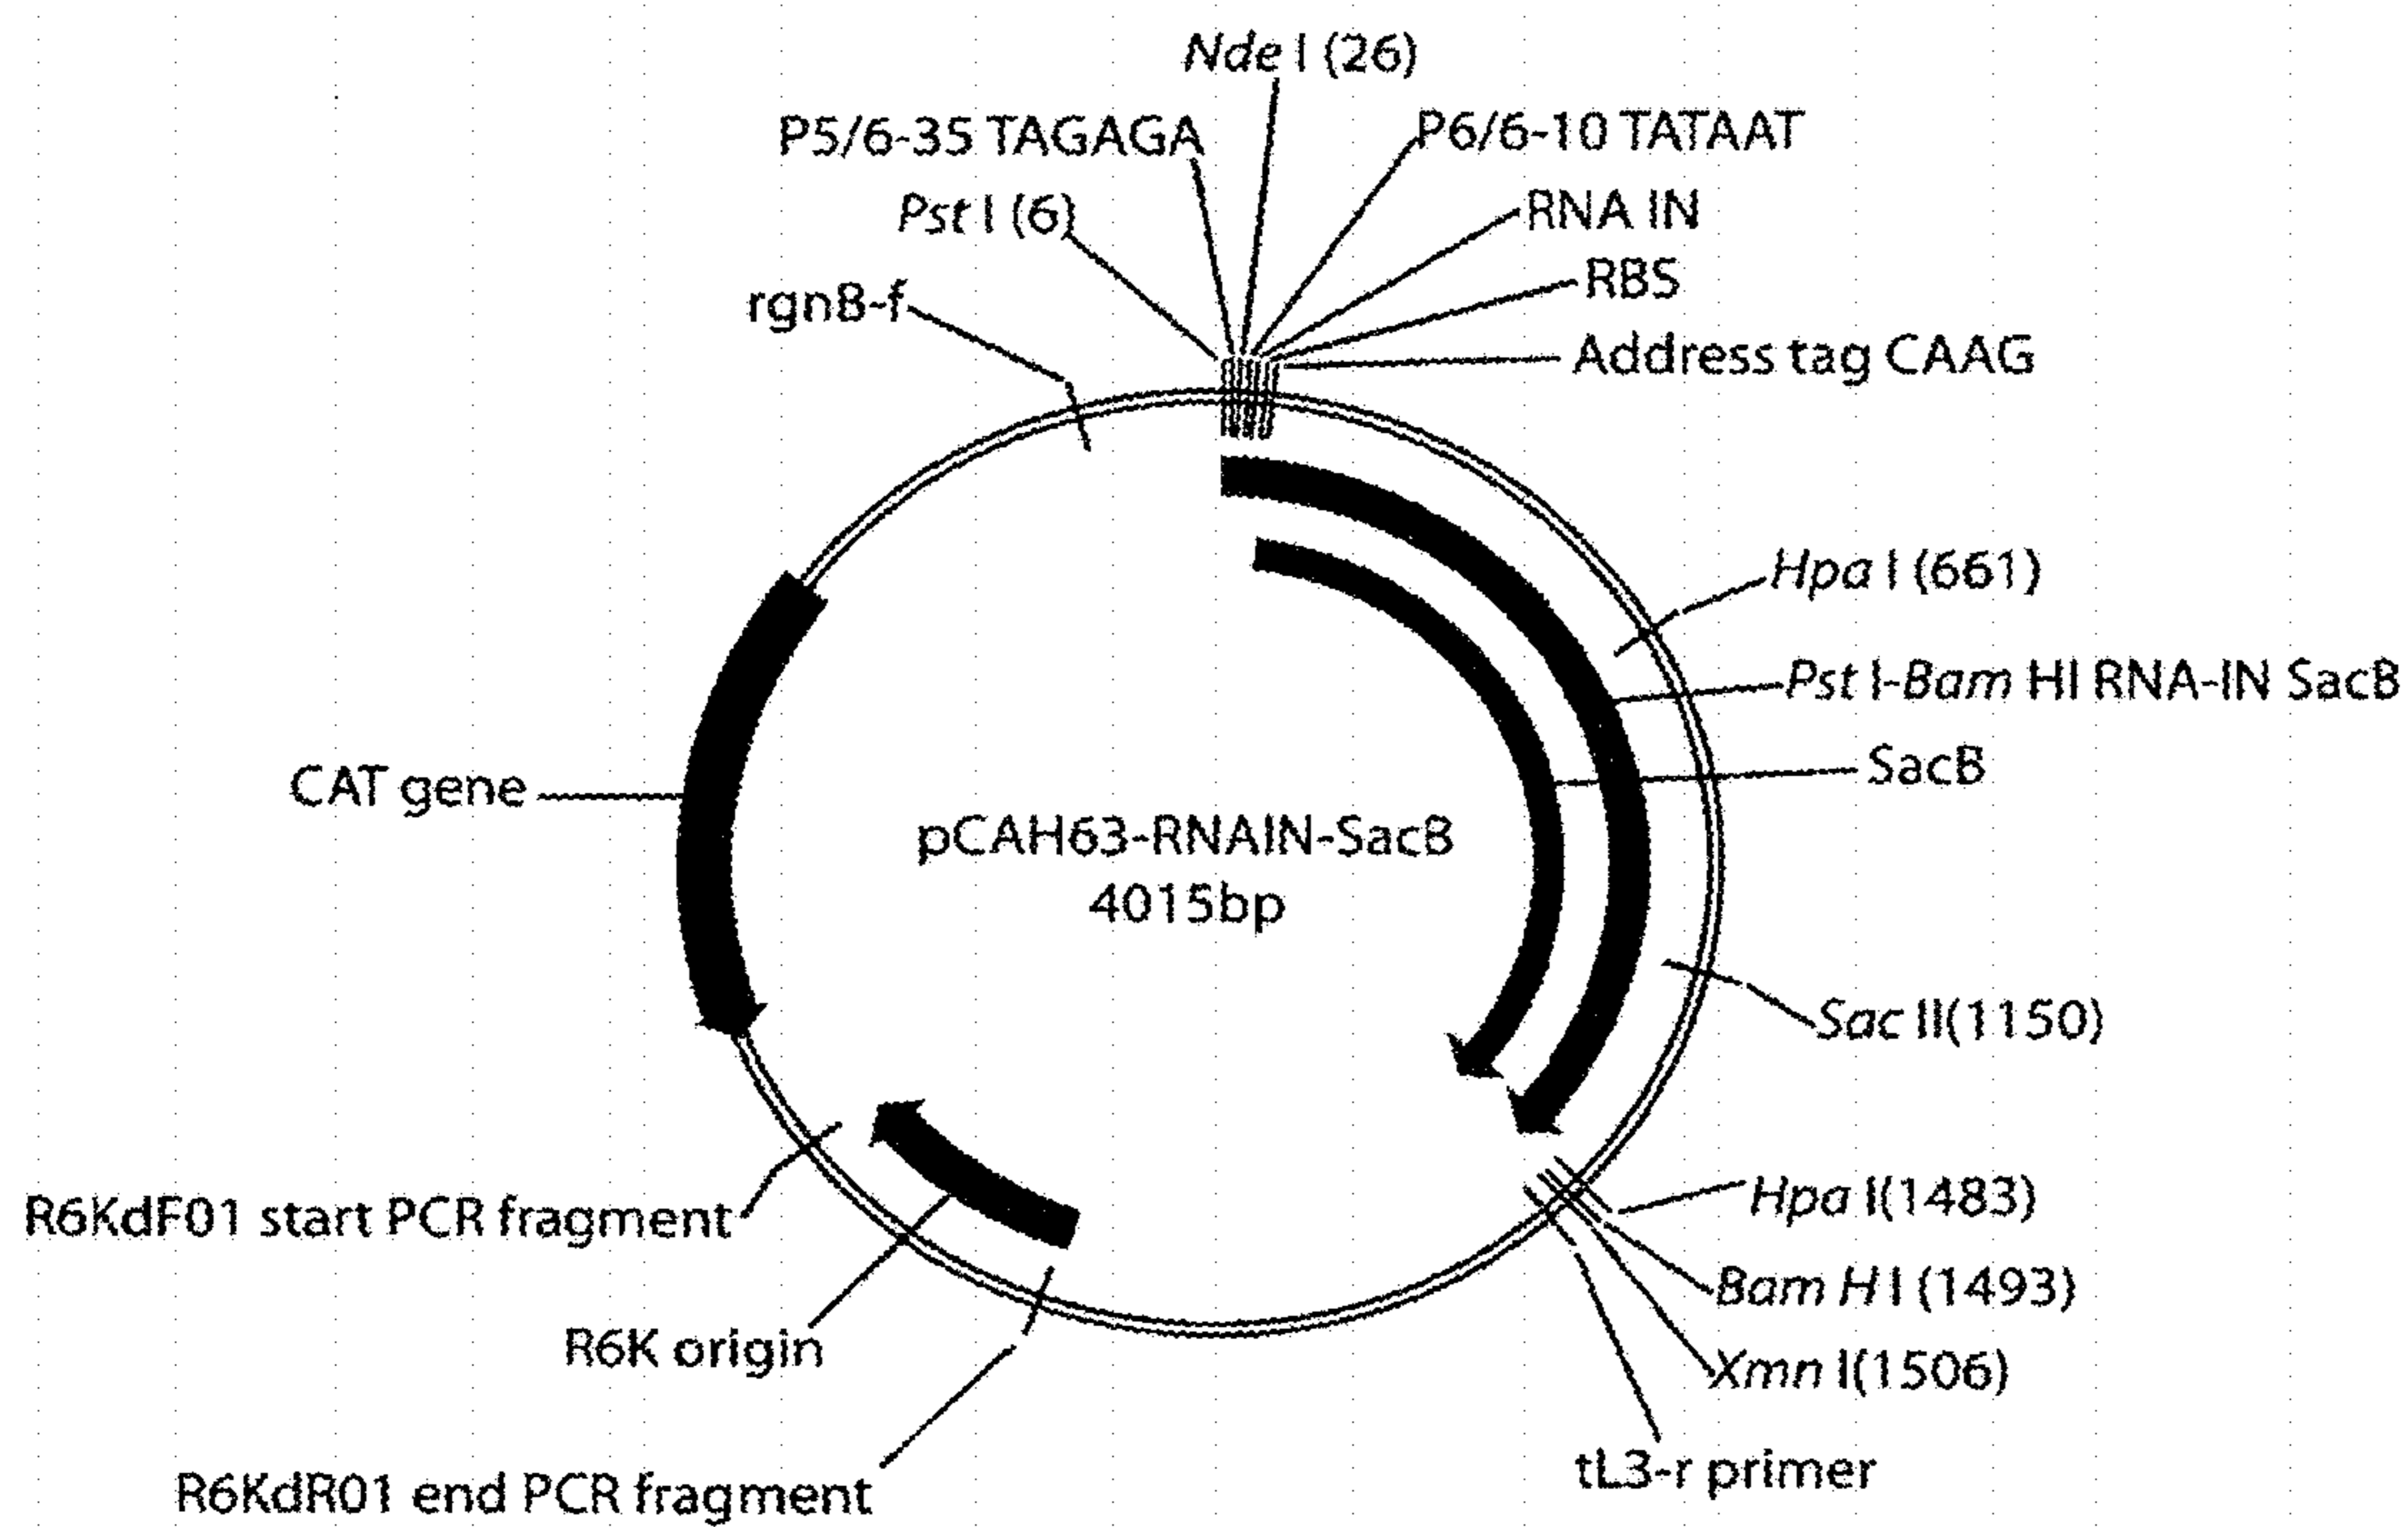 Nde I (26)
P5/6-35 TAGAGA
P6/6-10 TATAAT
Pst I (6)
RNA IN
rgnB-f
RBS
Address tag CAAG
Hpa I (661)
Pst I-Bam HI RNA-IN SacB
SacB
CAT gene
pCAH63-RNAIN-SacB
4015bp
Sac II(1150)
R6KdF01 start PCR fragment
Hpa I(1483)
Bam H I (1493)
R6K origin
Xmn I(1506)
tL3-r primer
R6KdR01 end PCR fragment